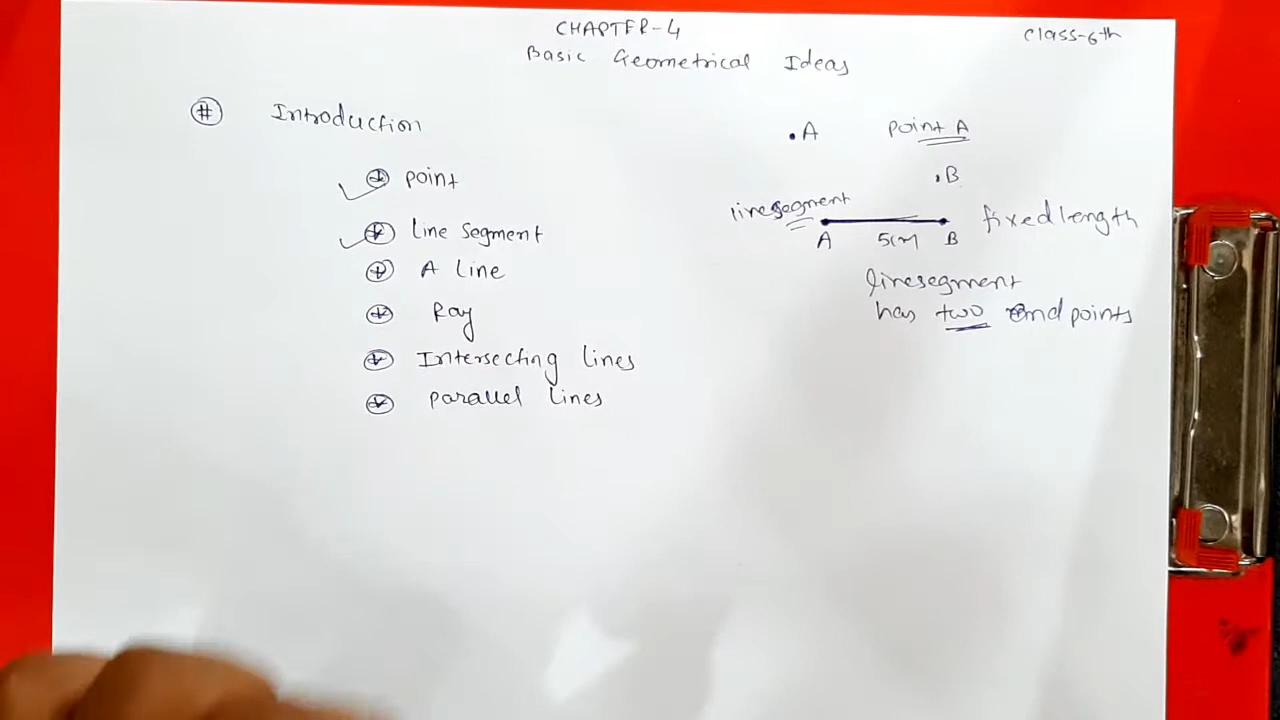 CHAPTER-4
Class-6th
Basic Geometrical Ideas
# Introduction
point
line segment
A line
Ray
Intersecting lines
parallel lines
.A point A
.B
linesegment
A 5cm B fixed length
linesegment
has two end points